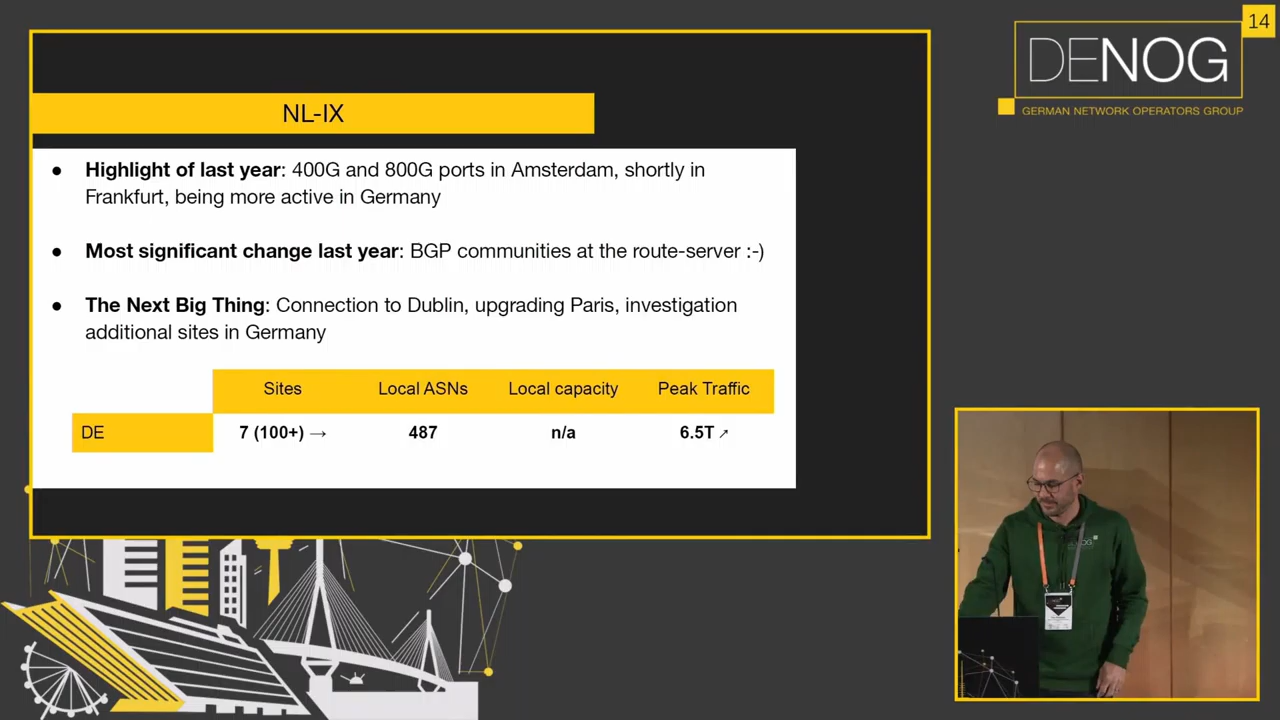 14
DENOG
GERMAN NETWORK OPERATORS GROUP
NL-IX
● Highlight of last year: 400G and 800G ports in Amsterdam, shortly in
Frankfurt, being more active in Germany
● Most significant change last year: BGP communities at the route-server :-)
● The Next Big Thing: Connection to Dublin, upgrading Paris, investigation
additional sites in Germany
Sites Local ASNs Local capacity Peak Traffic
DE 7 (100+) → 487 n/a 6.5T ↗